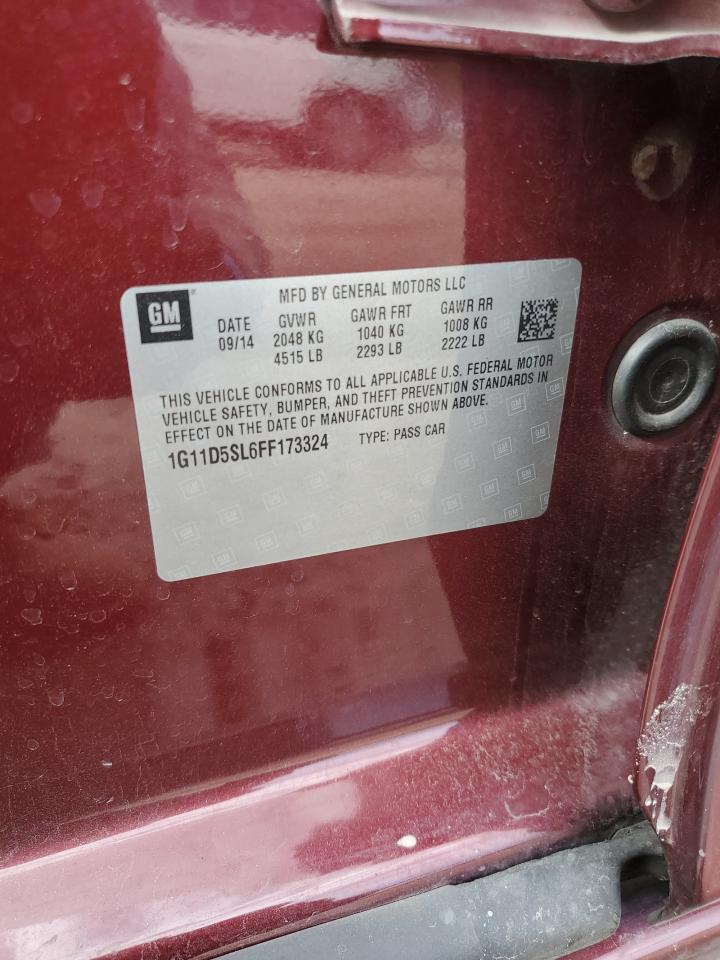 GM
MFD BY GENERAL MOTORS LLC
DATE GVWR GAWR FRT GAWR RR
09/14 2048 KG 1040 KG 1008 KG
4515 LB 2293 LB 2222 LB
THIS VEHICLE CONFORMS TO ALL APPLICABLE U.S. FEDERAL MOTOR
VEHICLE SAFETY, BUMPER, AND THEFT PREVENTION STANDARDS IN
EFFECT ON THE DATE OF MANUFACTURE SHOWN ABOVE.
1G11D5SL6FF173324 TYPE: PASS CAR